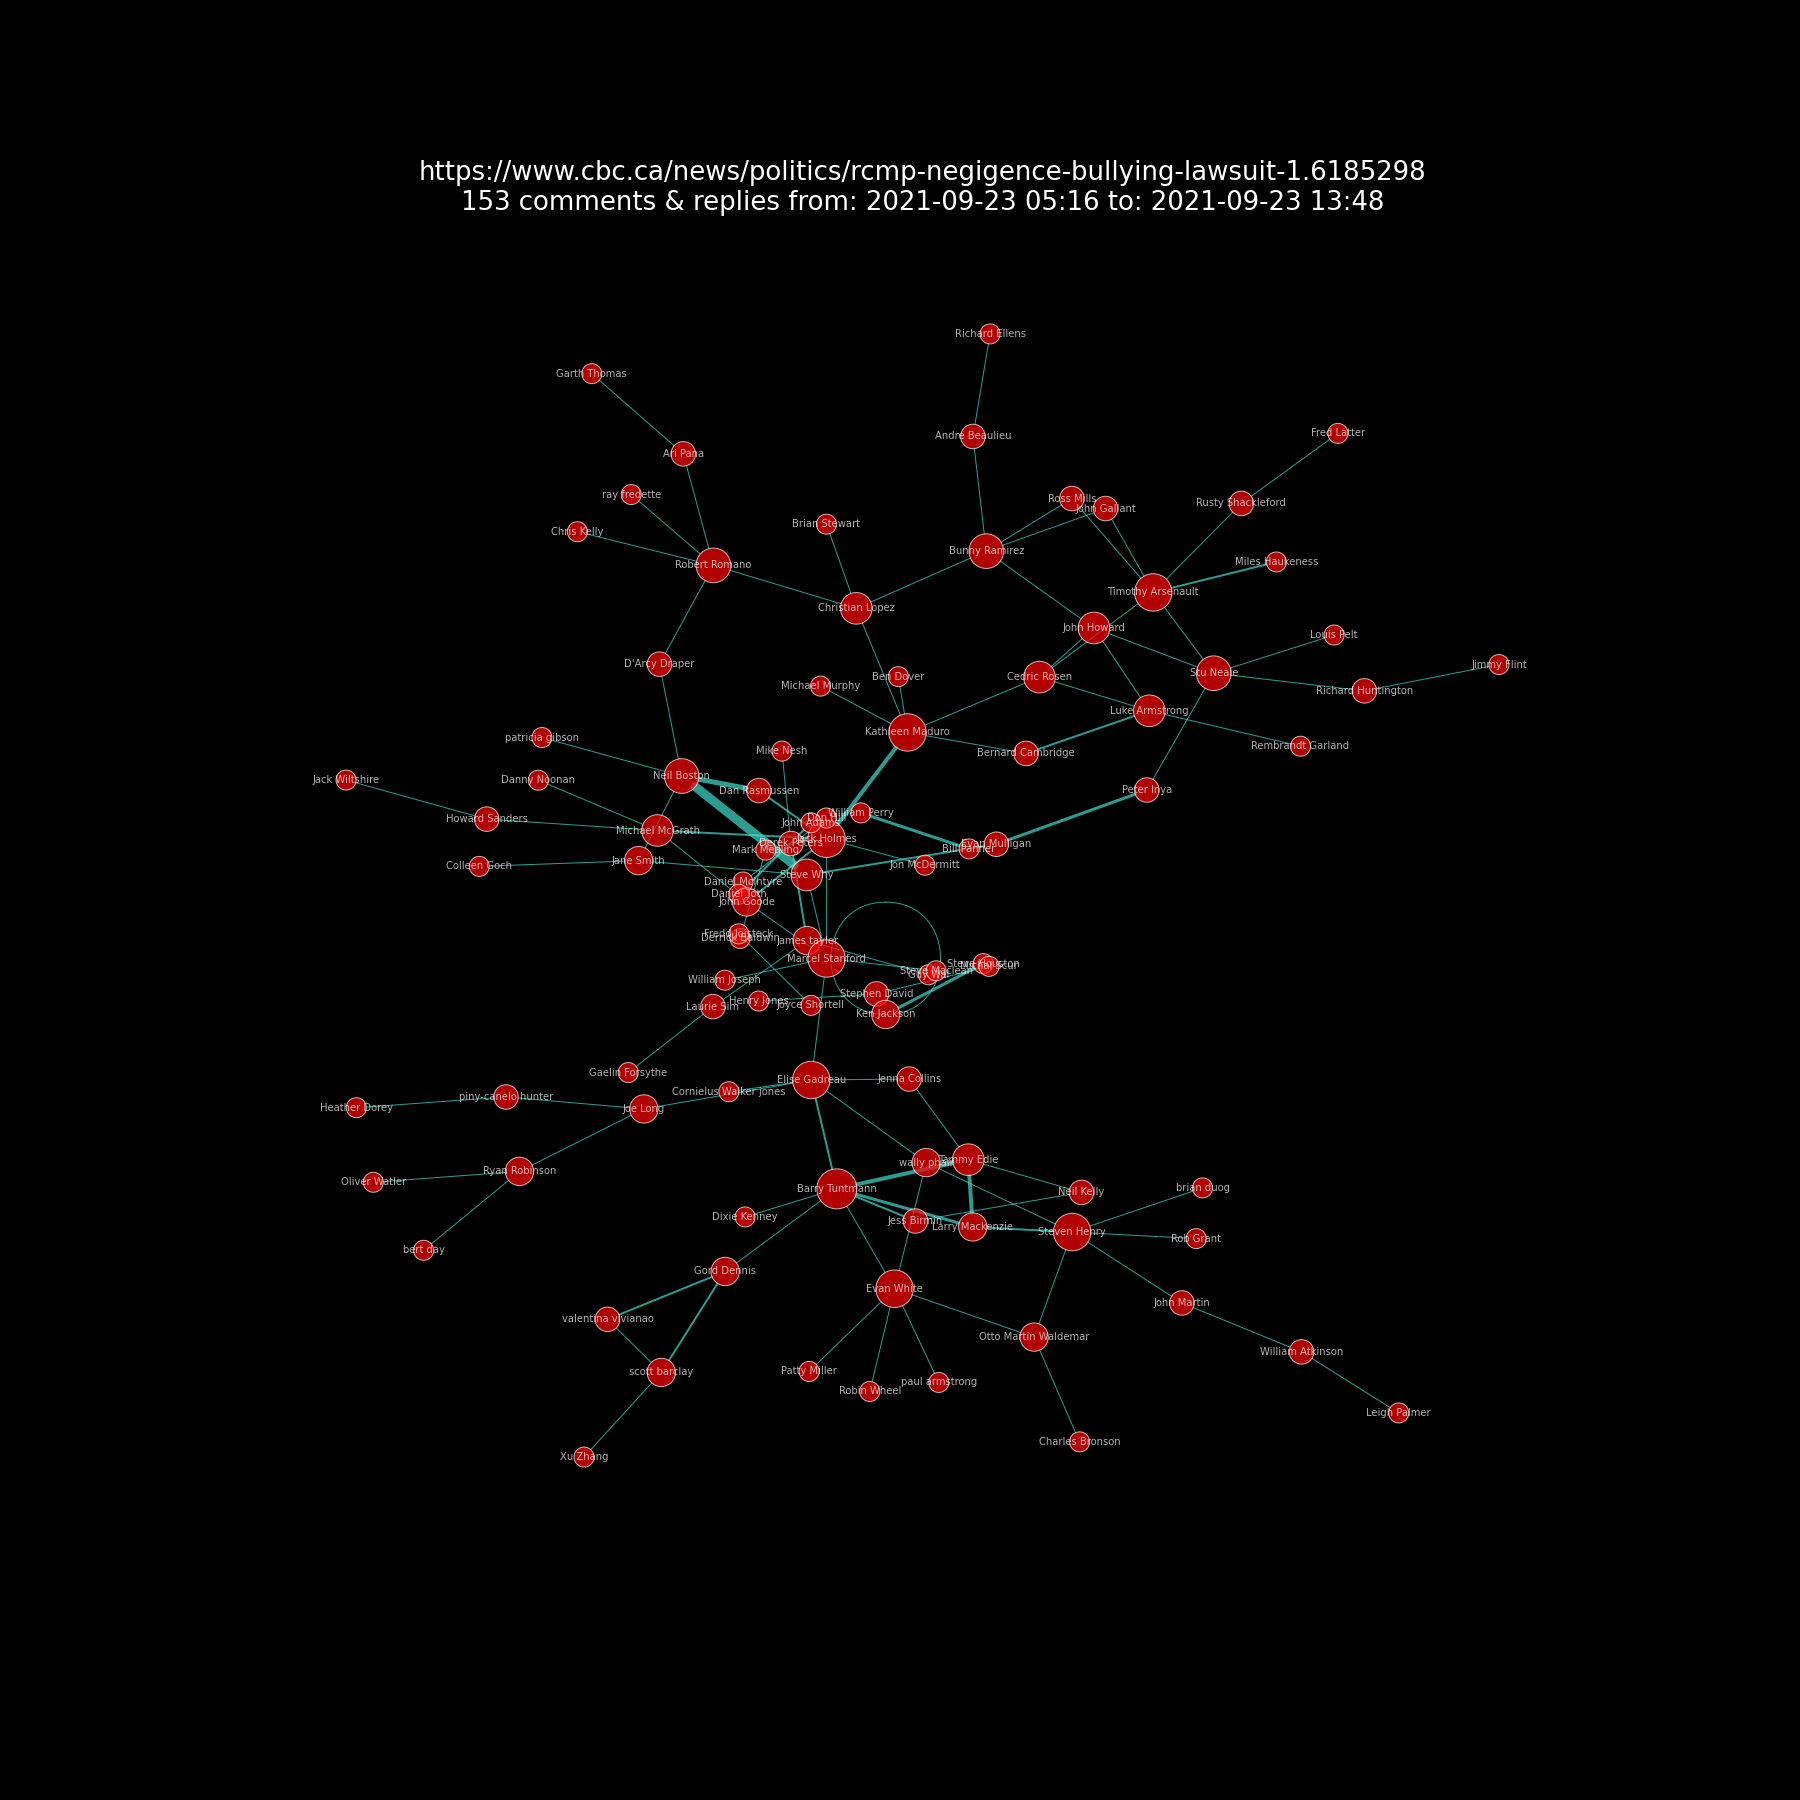 https://www.cbc.ca/news/politics/rcmp-negigence-bullying-lawsuit-1.6185298
153 comments & replies from: 2021-09-23 05:16 to: 2021-09-23 13:48
Richard Ellens
Garth Thomas
Andre Beaulieu
Fred Latter
Ari Pana
ray fredette
Ross Mills
Rusty Shackleford
John Gallant
Brian Stewart
Chris Kelly
Bunny Ramirez
Miles Haukeness
Robert Romano
Timothy Arsenault
Christian Lopez
John Howard
Louis Pelt
D'Arcy Draper
Jimmy Flint
Stu Neale
Ben Dover
Cedric Rosen
Michael Murphy
Richard Huntington
Luke Armstrong
Kathleen Maduro
patricia gibson
Rembrandt Garland
Mike Nesh
Bernard Cambridge
Neil Boston
Jack Wiltshire
Danny Noonan
Dan Rasmussen
Peter Inya
William Perry
Howard Sanders
John Adams
Michael McGrath
Jack Holmes
Derek Peters
Evan Mulligan
Mark Mealing
Bill Farmer
Jane Smith
Colleen Goch
Jon McDermitt
Steve Why
Daniel McIntyre
John Goode
Derrick Baldwin
James tayler
Marcel Stanford
Steve Houston
Steve Maclean
William Joseph
Stephen David
Henry Jones
Joyce Shortell
Laurie Sim
Ken Jackson
Gaelin Forsythe
Elise Gadreau
Jenna Collins
Cornielus Walker jones
piny-canelo hunter
Heather Dorey
Joe Long
Tammy Edie
wally
Ryan Robinson
Oliver Watler
Barry Tuntmann
Neil Kelly
brian duog
Dixie Kenney
Jess Birmin
Larry Mackenzie
Steven Henry
Rob Grant
bert day
Gord Dennis
Evan White
John Martin
valentina vivianao
Otto Martin Waldemar
William Atkinson
Patty Miller
scott barclay
paul armstrong
Robin Wheel
Leigh Palmer
Charles Bronson
Xu Zhang